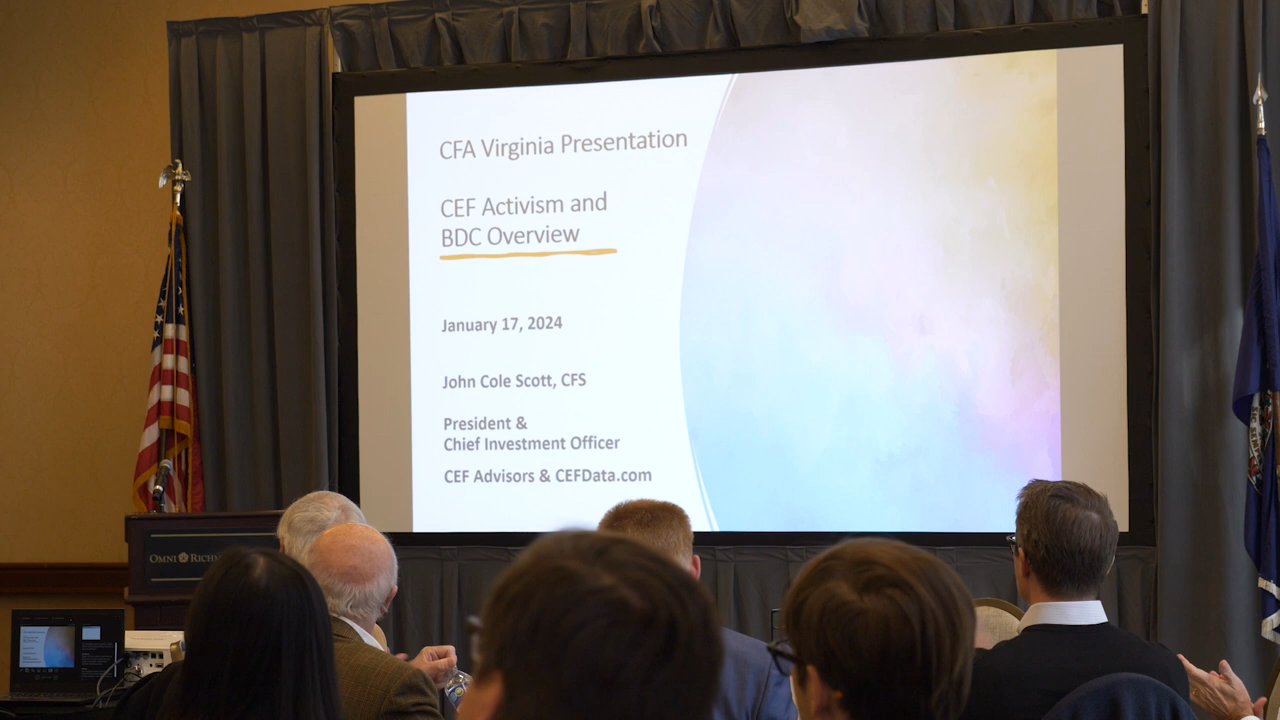 CFA Virginia Presentation
CEF Activism and
BDC Overview
January 17, 2024
John Cole Scott, CFS
President &
Chief Investment Officer
CEF Advisors & CEFData.com
OMNI